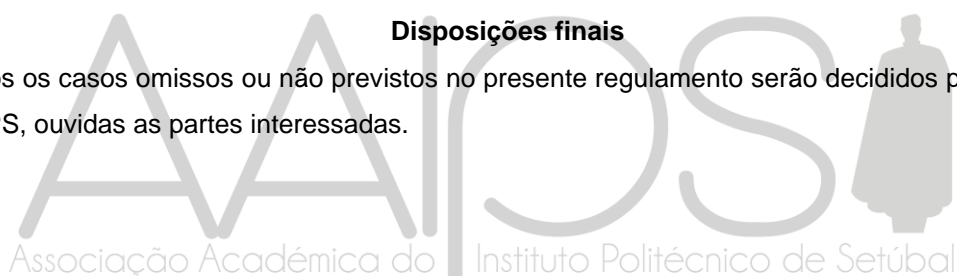 Disposições finais
s os casos omissos ou não previstos no presente regulamento serão decididos p
S, ouvidas as partes interessadas.
AAIPS
Associação Académica do Instituto Politécnico de Setúbal